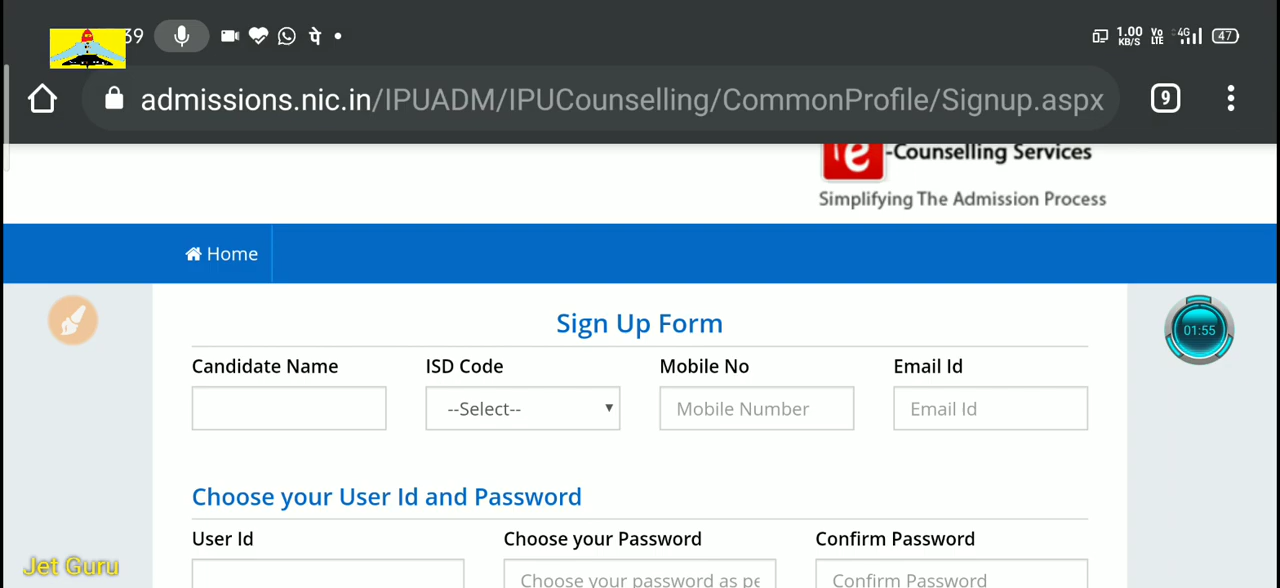 39
1.00
KB/S
Vo
LTE
4G
47
admissions.nic.in/IPUADM/IPUCounselling/CommonProfile/Signup.aspx
9
e
-Counselling Services
Simplifying The Admission Process
Home
01:55
Sign Up Form
Candidate Name
ISD Code
Mobile No
Email Id
--Select--
Mobile Number
Email Id
Choose your User Id and Password
User Id
Choose your Password
Confirm Password
Choose your password as pe
Confirm Password
Jet Guru